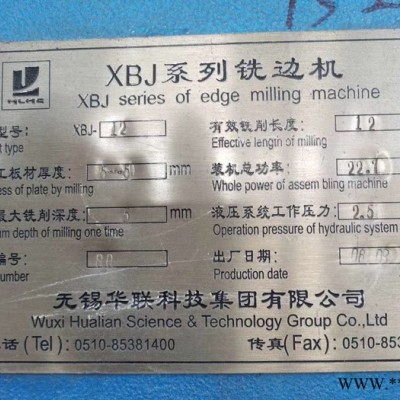 HLMC
XBJ系列铣边机
XBJ series of edge milling machine
型号: XBJ- 12 有效铣削长度: 12
t type Effective length of milling
工板材厚度: mm 装机总功率: 22.
ess of plate by milling Whole power of assem bling machine
最大铣削深度: mm 液压系统工作压力: 2.5
um depth of milling one time Operation pressure of hydraulic system
编号: 出厂日期:
number Production date
无锡华联科技集团有限公司
Wuxi Hualian Science & Technology Group Co.,Ltd
话 (Tel) : 0510-85381400 传真(Fax) : 0510-853
www.**